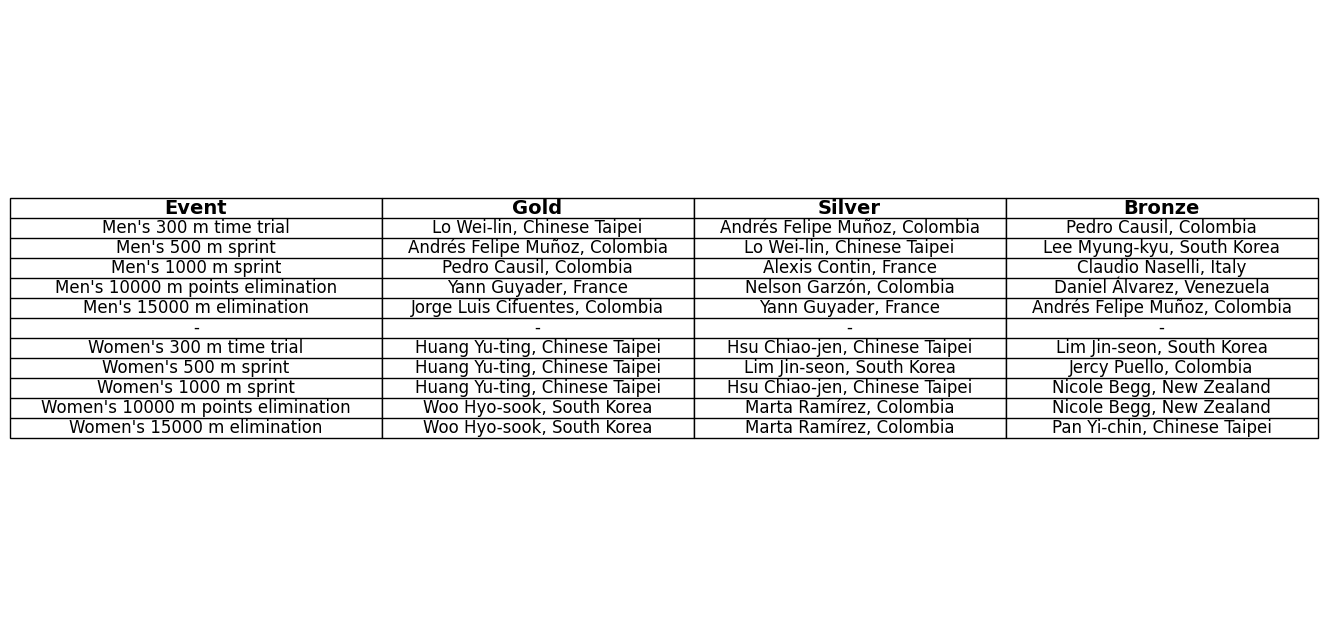 Event Gold Silver Bronze
Men's 300 m time trial Lo Wei-lin, Chinese Taipei Andrés Felipe Muñoz, Colombia Pedro Causil, Colombia
Men's 500 m sprint Andrés Felipe Muñoz, Colombia Lo Wei-lin, Chinese Taipei Lee Myung-kyu, South Korea
Men's 1000 m sprint Pedro Causil, Colombia Alexis Contin, France Claudio Naselli, Italy
Men's 10000 m points elimination Yann Guyader, France Nelson Garzón, Colombia Daniel Álvarez, Venezuela
Men's 15000 m elimination Jorge Luis Cifuentes, Colombia Yann Guyader, France Andrés Felipe Muñoz, Colombia
- - - -
Women's 300 m time trial Huang Yu-ting, Chinese Taipei Hsu Chiao-jen, Chinese Taipei Lim Jin-seon, South Korea
Women's 500 m sprint Huang Yu-ting, Chinese Taipei Lim Jin-seon, South Korea Jercy Puello, Colombia
Women's 1000 m sprint Huang Yu-ting, Chinese Taipei Hsu Chiao-jen, Chinese Taipei Nicole Begg, New Zealand
Women's 10000 m points elimination Woo Hyo-sook, South Korea Marta Ramírez, Colombia Nicole Begg, New Zealand
Women's 15000 m elimination Woo Hyo-sook, South Korea Marta Ramírez, Colombia Pan Yi-chin, Chinese Taipei